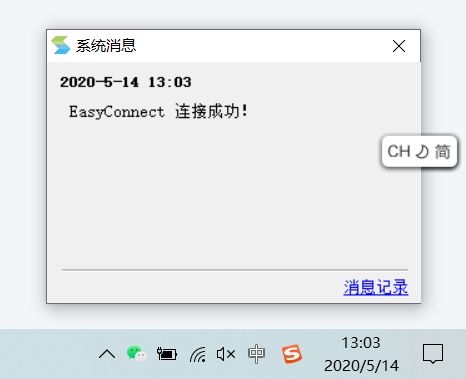 系统消息
2020-5-14 13:03
EasyConnect 连接成功！
CH 简
消息记录
中
13:03
2020/5/14